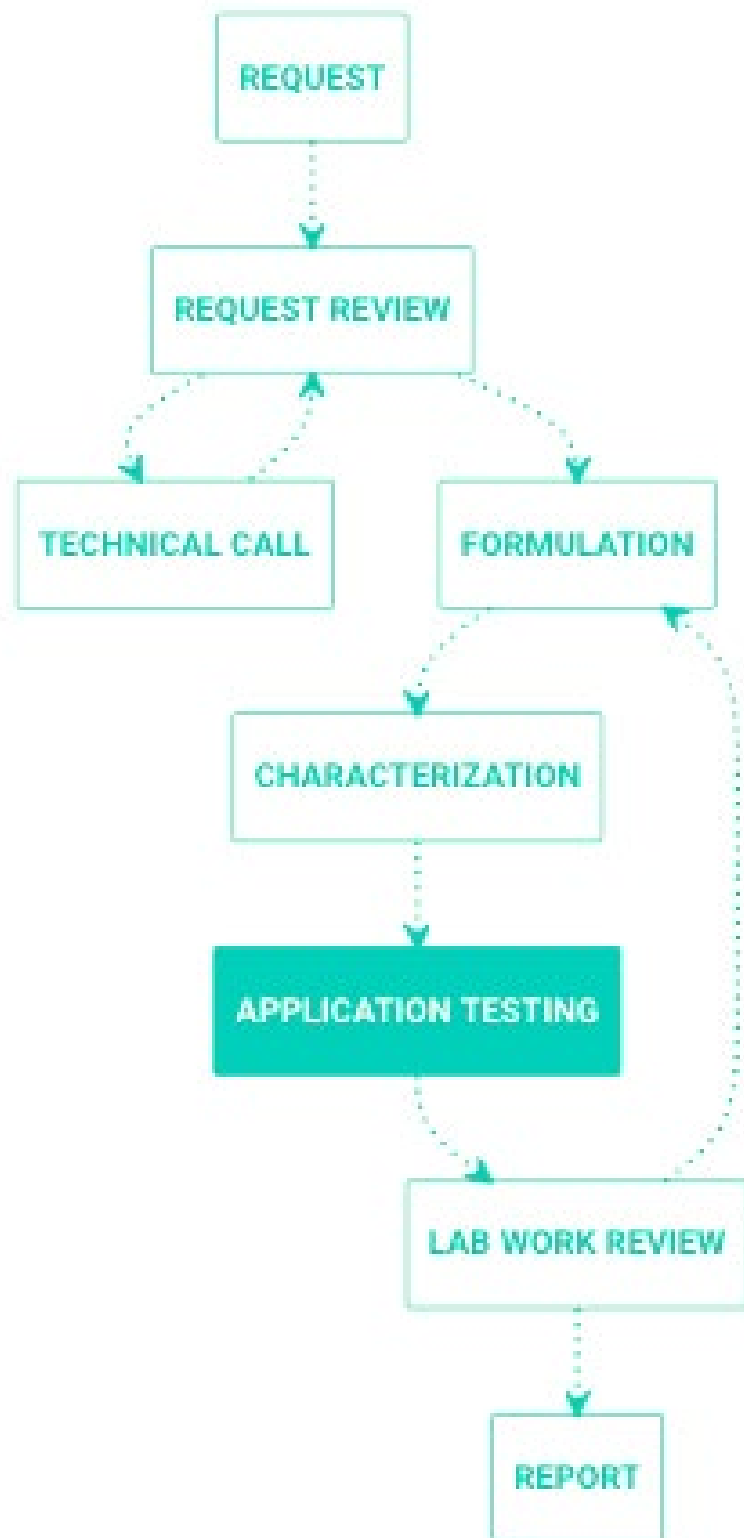 REQUEST
REQUEST REVIEW
TECHNICAL CALL
FORMULATION
CHARACTERIZATION
APPLICATION TESTING
LAB WORK REVIEW
REPORT